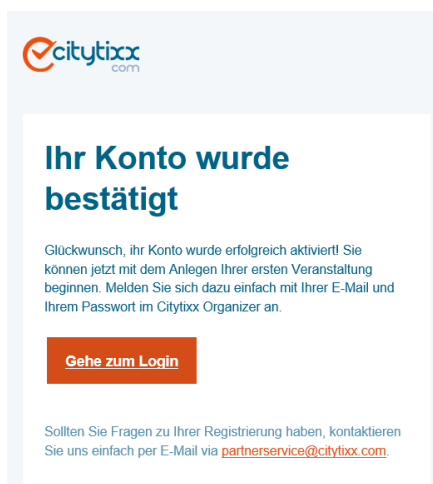 citytixx
com
Ihr Konto wurde
bestätigt
Glückwunsch, ihr Konto wurde erfolgreich aktiviert! Sie
können jetzt mit dem Anlegen Ihrer ersten Veranstaltung
beginnen. Melden Sie sich dazu einfach mit Ihrer E-Mail und
Ihrem Passwort im Citytixx Organizer an.
Gehe zum Login
Sollten Sie Fragen zu Ihrer Registrierung haben, kontaktieren
Sie uns einfach per E-Mail via partnerservice@citytixx.com.